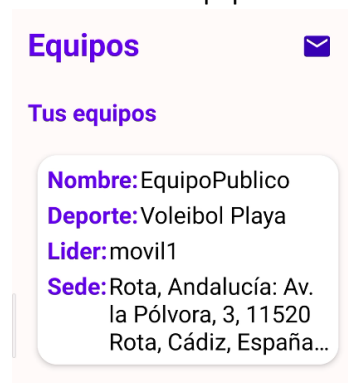 Equipos
Tus equipos
Nombre: EquipoPublico
Deporte: Voleibol Playa
Lider: movil1
Sede: Rota, Andalucía: Av.
la Pólvora, 3, 11520
Rota, Cádiz, España...